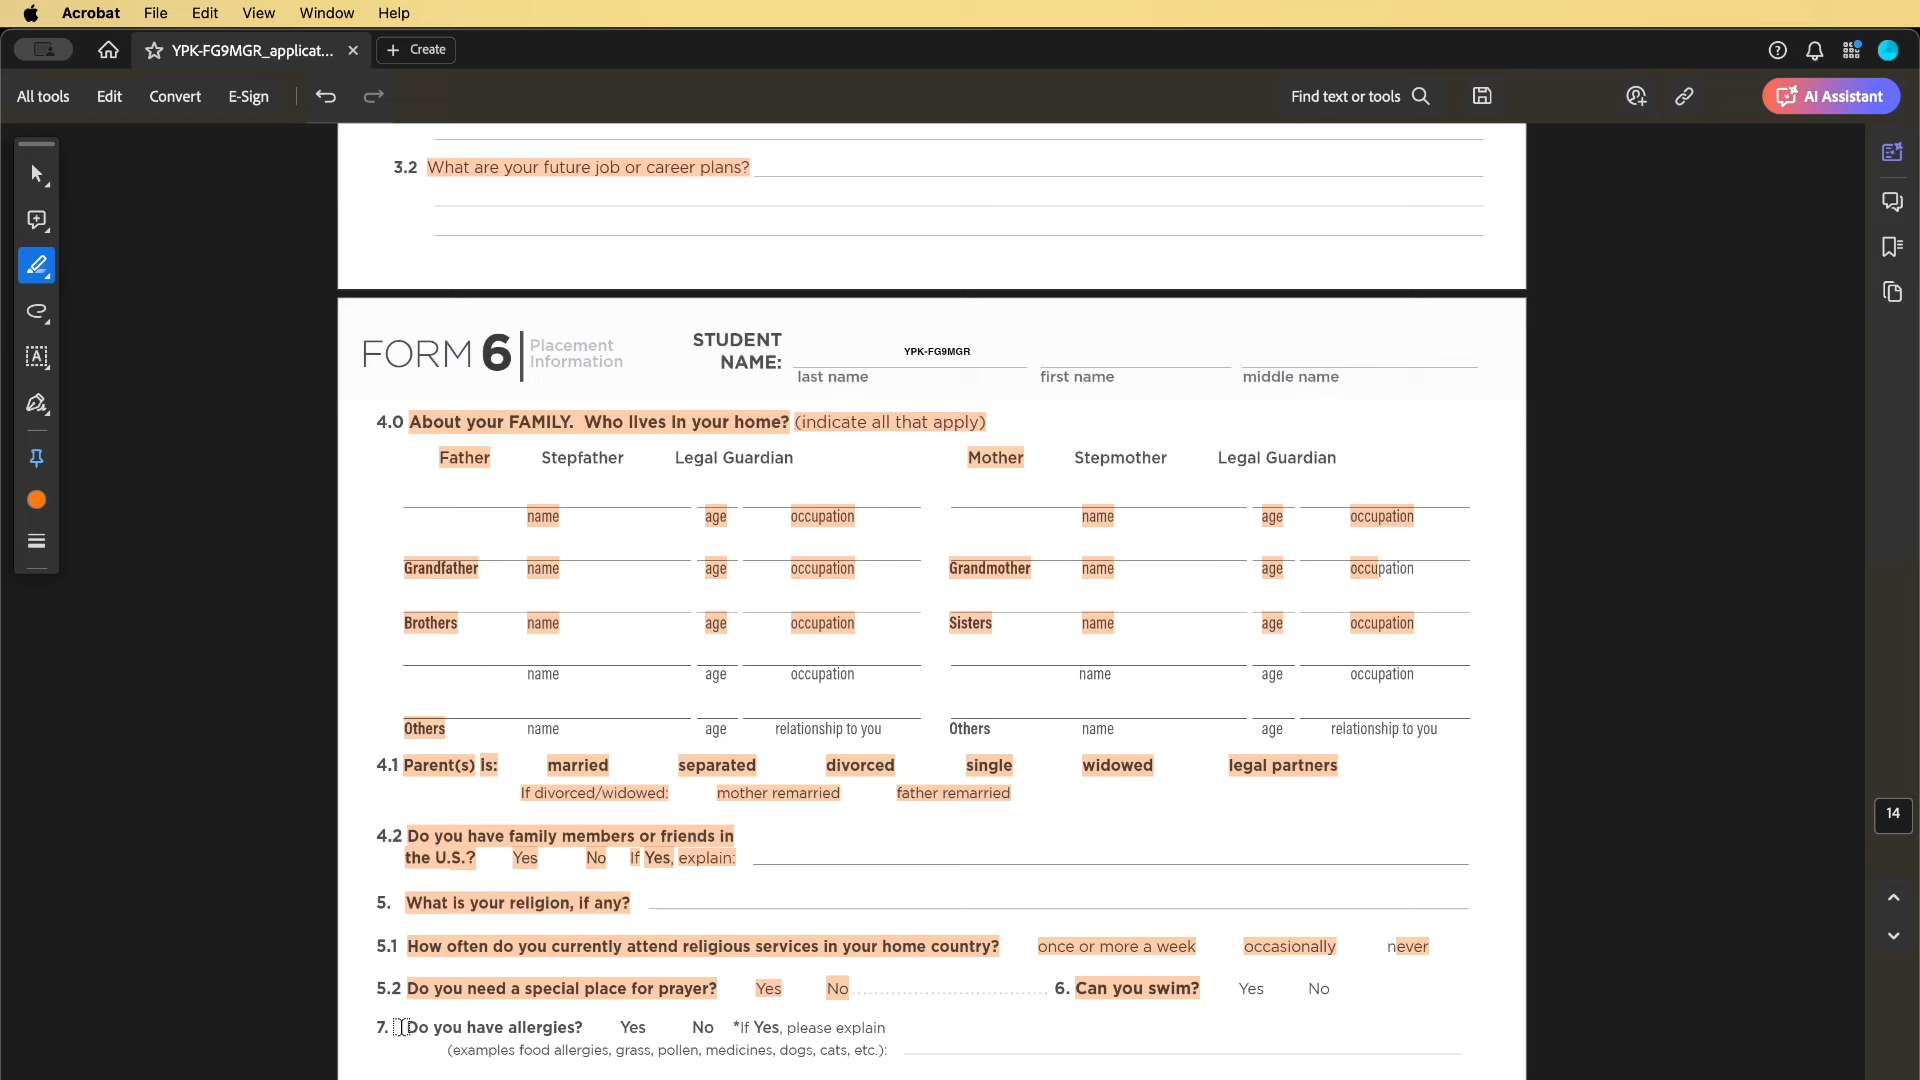 Acrobat File Edit View Window Help
YPK-FG9MGR_applicat... Create
All tools Edit Convert E-Sign Find text or tools AI Assistant
3.2 What are your future job or career plans?
FORM 6 Placement Information STUDENT NAME: YPK-FG9MGR
last name first name middle name
4.0 About your FAMILY. Who lives in your home? (indicate all that apply)
Father Stepfather Legal Guardian Mother Stepmother Legal Guardian
name age occupation name age occupation
Grandfather name age occupation Grandmother name age occupation
Brothers name age occupation Sisters name age occupation
name age occupation name age occupation
Others name age relationship to you Others name age relationship to you
4.1 Parent(s) is: married separated divorced single widowed legal partners
If divorced/widowed: mother remarried father remarried
14
4.2 Do you have family members or friends in
the U.S.? Yes No If Yes, explain:
5. What is your religion, if any?
5.1 How often do you currently attend religious services in your home country? once or more a week occasionally never
5.2 Do you need a special place for prayer? Yes No 6. Can you swim? Yes No
7. Do you have allergies? Yes No *If Yes, please explain
(examples food allergies, grass, pollen, medicines, dogs, cats, etc.):